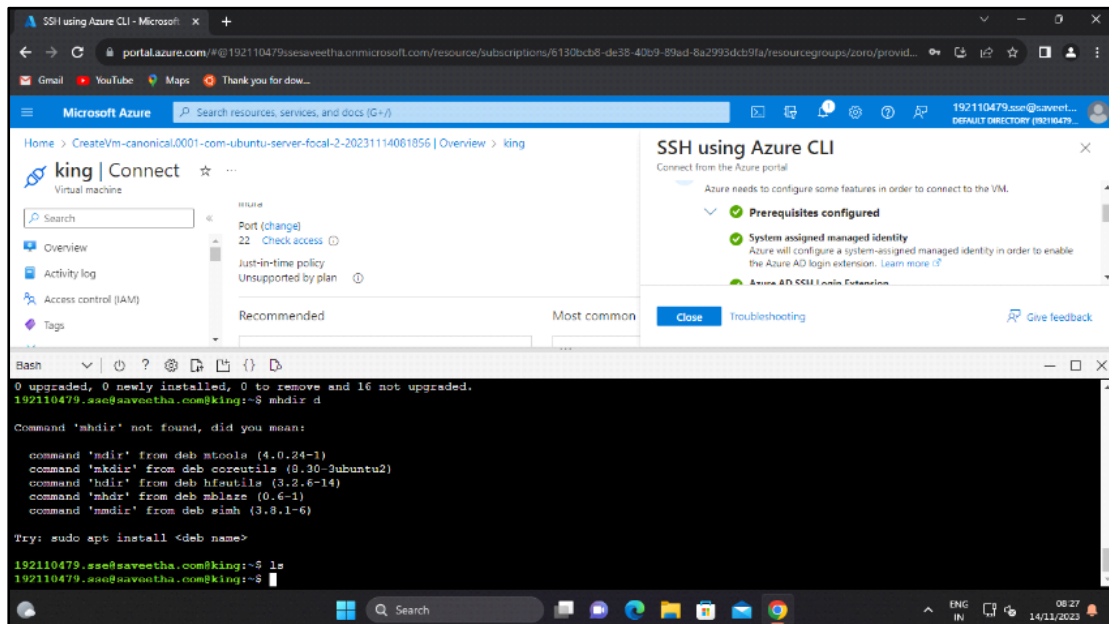 SSH using Azure CLI - Microsoft
portal.azure.com/#@192110479ssesaveetha.onmicrosoft.com/resource/subscriptions/6130bcb8-de38-40b9-89ad-8a2993dcb9fa/resourcegroups/zoro/provid...
Gmail YouTube Maps Thank you for dow...
Microsoft Azure
Search resources, services, and docs (G+/)
1
192110479.sse@saveet...
DEFAULT DIRECTORY (192110479...
Home > CreateVm-canonical.0001-com-ubuntu-server-focal-2-20231114081856 | Overview > king
king | Connect
Virtual machine
Search
Overview
Activity log
Access control (IAM)
Tags
Port (change)
22 Check access
Just-in-time policy
Unsupported by plan
Recommended
Most common
SSH using Azure CLI
Connect from the Azure portal
Azure needs to configure some features in order to connect to the VM.
Prerequisites configured
System assigned managed identity
Azure will configure a system-assigned managed identity in order to enable
the Azure AD login extension. Learn more
Azure AD SSH Login Extension
Close Troubleshooting Give feedback
Bash
0 upgraded, 0 newly installed, 0 to remove and 16 not upgraded.
192110479.sse@saveetha.com@king:~$ mhdir d
Command 'mhdir' not found, did you mean:
command 'mdir' from deb mtools (4.0.24-1)
command 'mkdir' from deb coreutils (8.30-3ubuntu2)
command 'hdir' from deb hfsutils (3.2.6-14)
command 'mhdr' from deb mblaze (0.6-1)
command 'mmdir' from deb simh (3.8.1-6)
Try: sudo apt install <deb name>
192110479.sse@saveetha.com@king:~$ ls
192110479.sse@saveetha.com@king:~$
Search
ENG
IN
08:27
14/11/2023